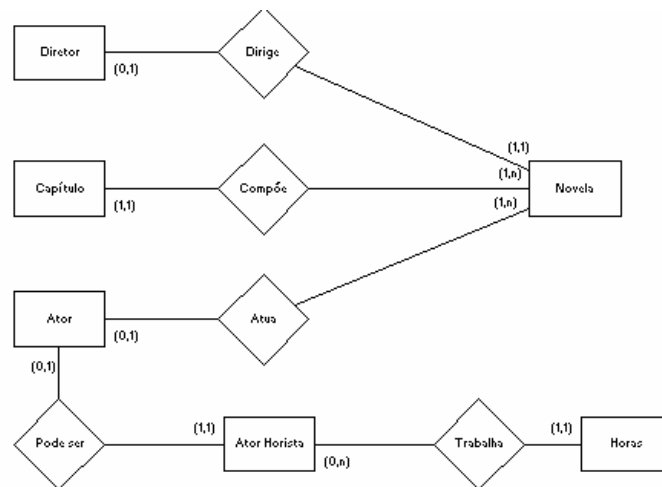 Diretor
(0,1)
Dirige
(1,1)
Capítulo
(1,1)
Compõe
(1,n)
Novela
(1,n)
Ator
(0,1)
Atua
(0,1)
Pode ser
(1,1)
Ator Horista
(0,n)
Trabalha
(1,1)
Horas